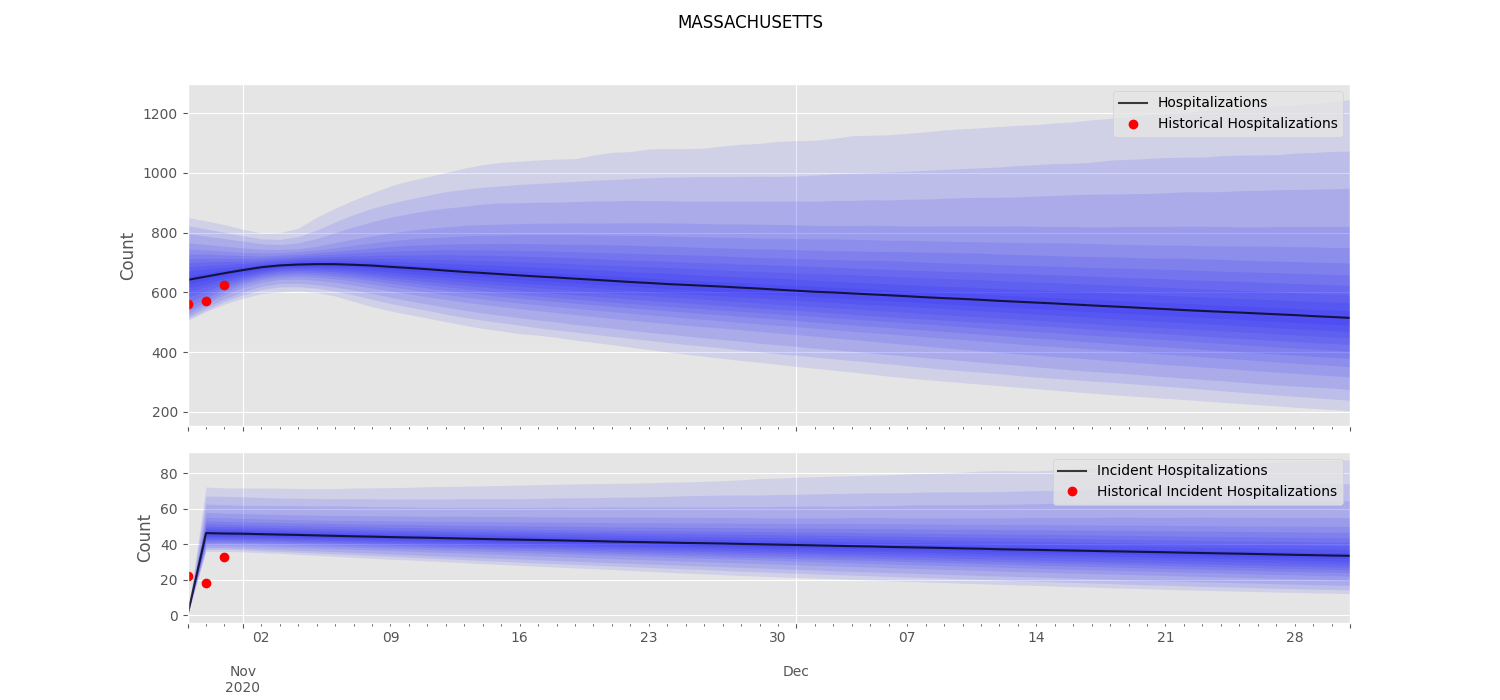 MASSACHUSETTS
Hospitalizations
Historical Hospitalizations
Count
1200
1000
800
600
400
200
Incident Hospitalizations
Historical Incident Hospitalizations
Count
80
60
40
20
0
02 09 16 23 30 07 14 21 28
Nov Dec
2020